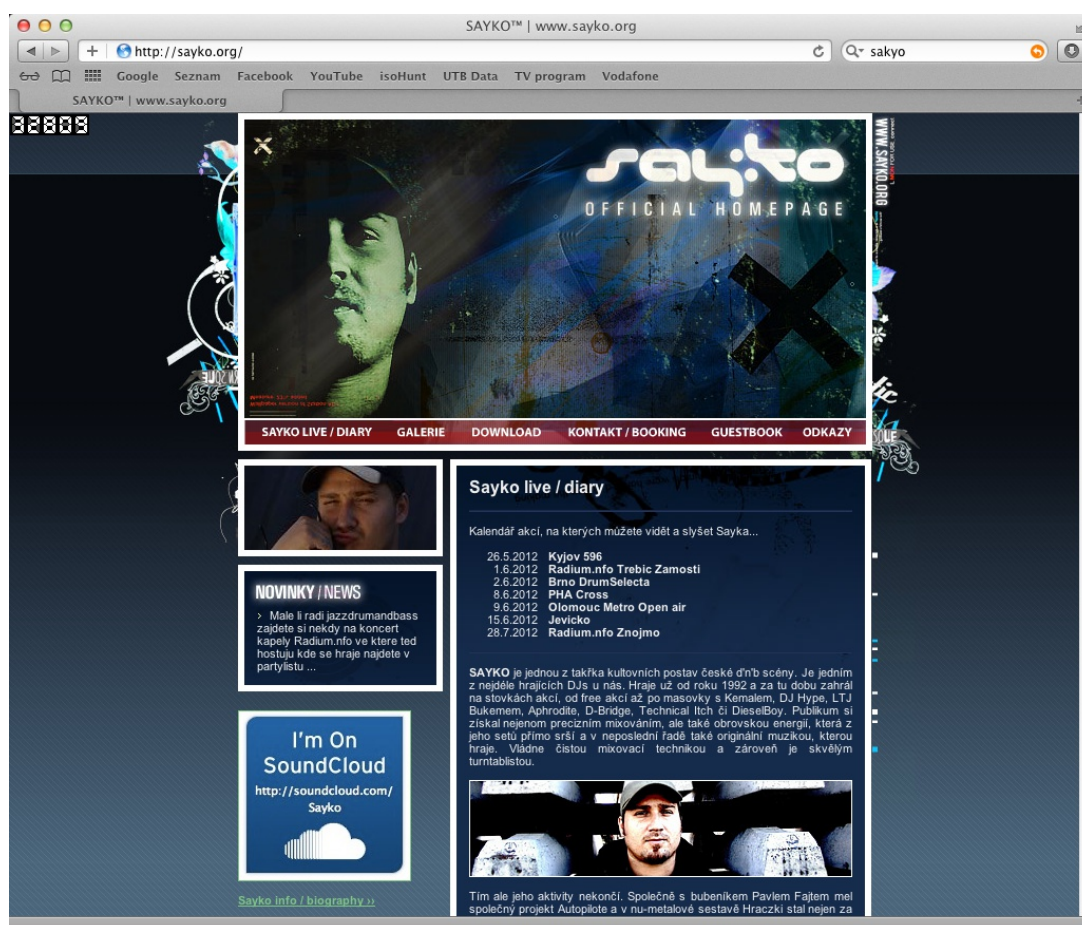 SAYKO™ | www.sayko.org
http://sayko.org/
sakyo
Google Seznam Facebook YouTube isoHunt UTB Data TV program Vodafone
SAYKO™ | www.sayko.org
say:ko
OFFICIAL HOMEPAGE
WWW.SAYKO.ORG
SAYKO LIVE / DIARY GALERIE DOWNLOAD KONTAKT / BOOKING GUESTBOOK ODKAZY
NOVINKY / NEWS
› Male li radi jazzdrumandbass
zajdete si nekdy na koncert
kapely Radium.nfo ve ktere ted
hostuju kde se hraje najdete v
partylistu ...
I'm On
SoundCloud
http://soundcloud.com/
Sayko
Sayko info / biography ››
Sayko live / diary
Kalendář akcí, na kterých můžete vidět a slyšet Sayka...
26.5.2012 Kyjov 596
1.6.2012 Radium.nfo Trebic Zamosti
2.6.2012 Brno DrumSelecta
8.6.2012 PHA Cross
9.6.2012 Olomouc Metro Open air
15.6.2012 Jevicko
28.7.2012 Radium.nfo Znojmo
SAYKO je jednou z takřka kultovních postav české d'n'b scény. Je jedním
z nejdéle hrajících DJs u nás. Hraje už od roku 1992 a za tu dobu zahrál
na stovkách akcí, od free akcí až po masovky s Kemalem, DJ Hype, LTJ
Bukemem, Aphrodite, D-Bridge, Technical Itch či DieselBoy. Publikum si
získal nejenom precizním mixováním, ale také obrovskou energií, která z
jeho setů přímo srší a v neposlední řadě také originální muzikou, kterou
hraje. Vládne čistou mixovací technikou a zároveň je skvělým
turntablistou.
Tím ale jeho aktivity nekončí. Společně s bubeníkem Pavlem Fajtem mel
společný projekt Autopilote a v nu-metalové sestavě Hraczki stal nejen za